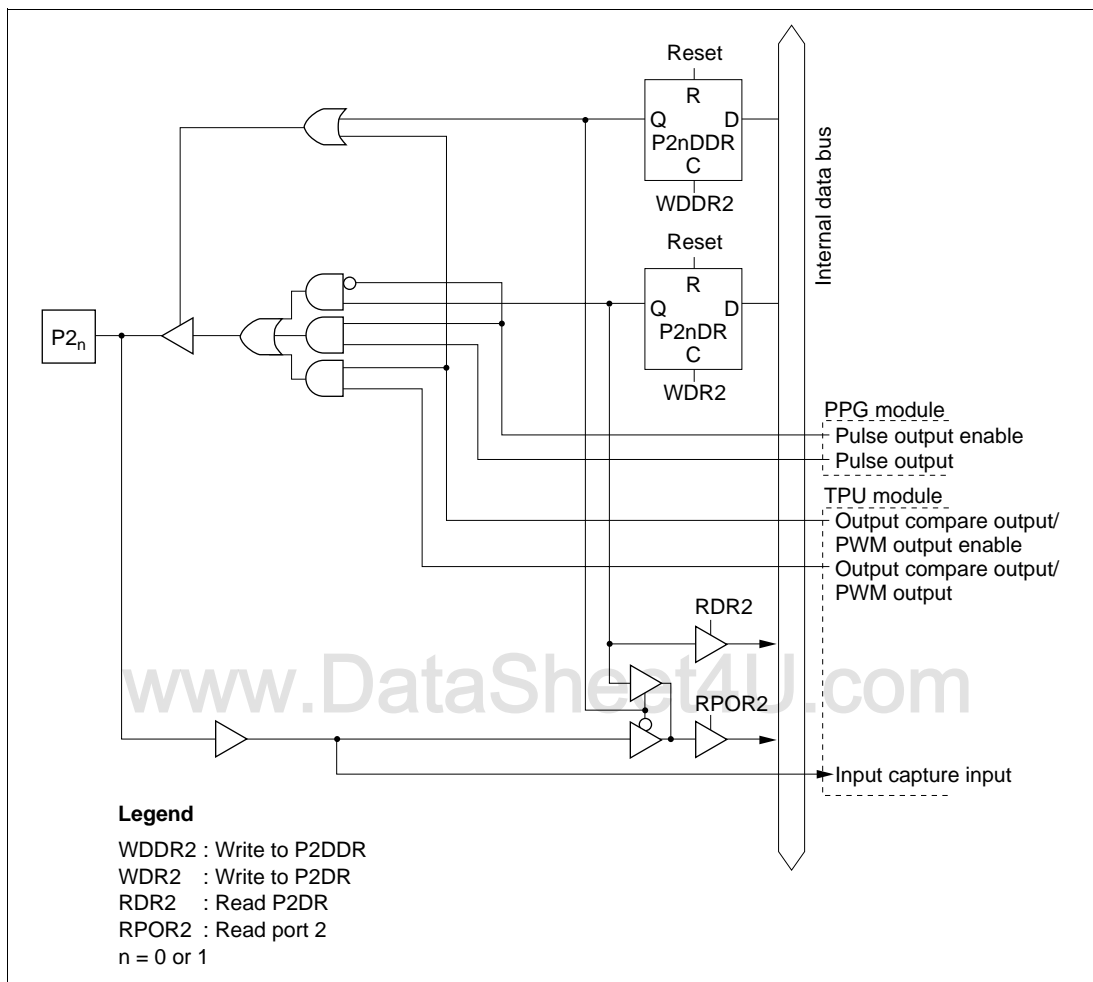 Reset
R
Q D
P2nDDR
C
WDDR2
Reset
R
Q D
P2nDR
C
WDR2
Internal data bus
P2n
PPG module
Pulse output enable
Pulse output
TPU module
Output compare output/
PWM output enable
Output compare output/
PWM output
RDR2
www.DataSheet4U.com
RPOR2
Input capture input
Legend
WDDR2 : Write to P2DDR
WDR2 : Write to P2DR
RDR2 : Read P2DR
RPOR2 : Read port 2
n = 0 or 1